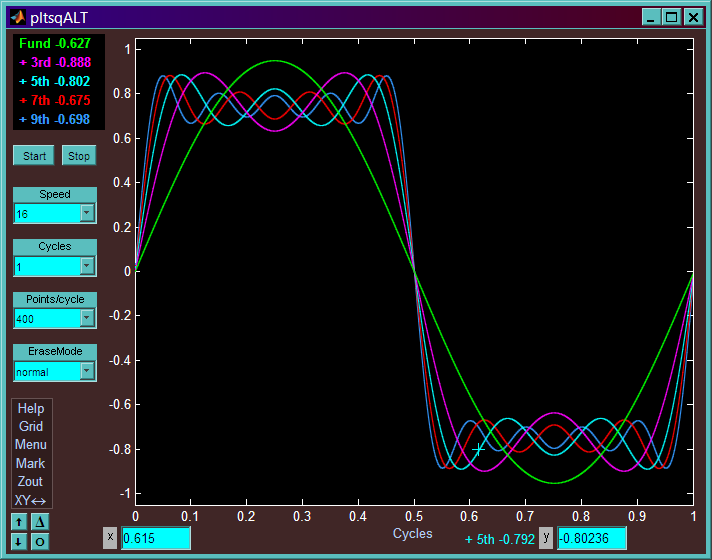 pltsqALT
Fund -0.627
+ 3rd -0.888
+ 5th -0.802
+ 7th -0.675
+ 9th -0.698
Start Stop
Speed
16
Cycles
1
Points/cycle
400
EraseMode
normal
Help
Grid
Menu
Mark
Zout
XY↔
↑ Δ
↓ O
1
0.8
0.6
0.4
0.2
0
-0.2
-0.4
-0.6
-0.8
-1
0 0.1 0.2 0.3 0.4 0.5 0.6 0.7 0.8 0.9 1
x 0.615 Cycles + 5th -0.792 y -0.80236